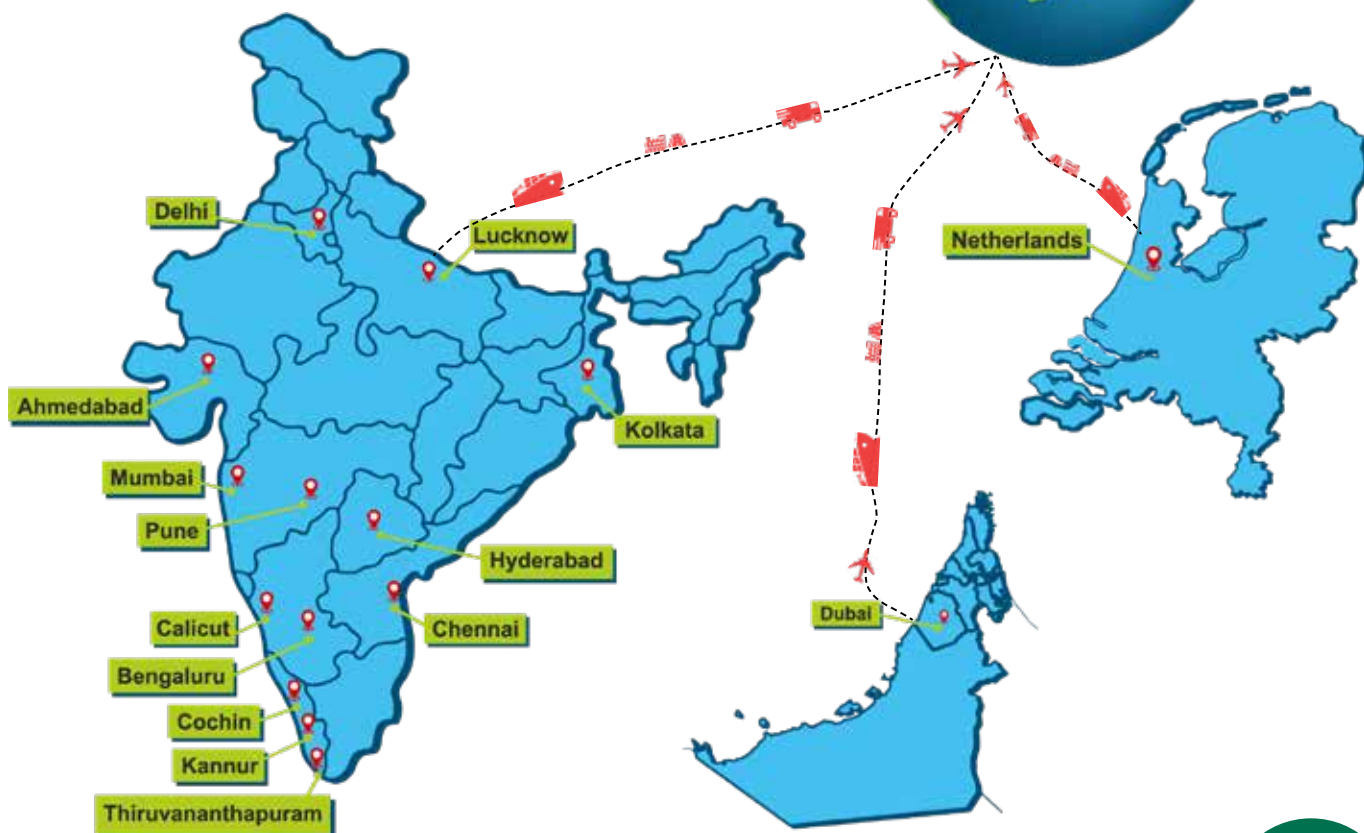 Delhi
Lucknow
Netherlands
Ahmedabad
Kolkata
Mumbai
Pune
Hyderabad
Dubai
Calicut
Chennai
Bengaluru
Cochin
Kannur
Thiruvananthapuram